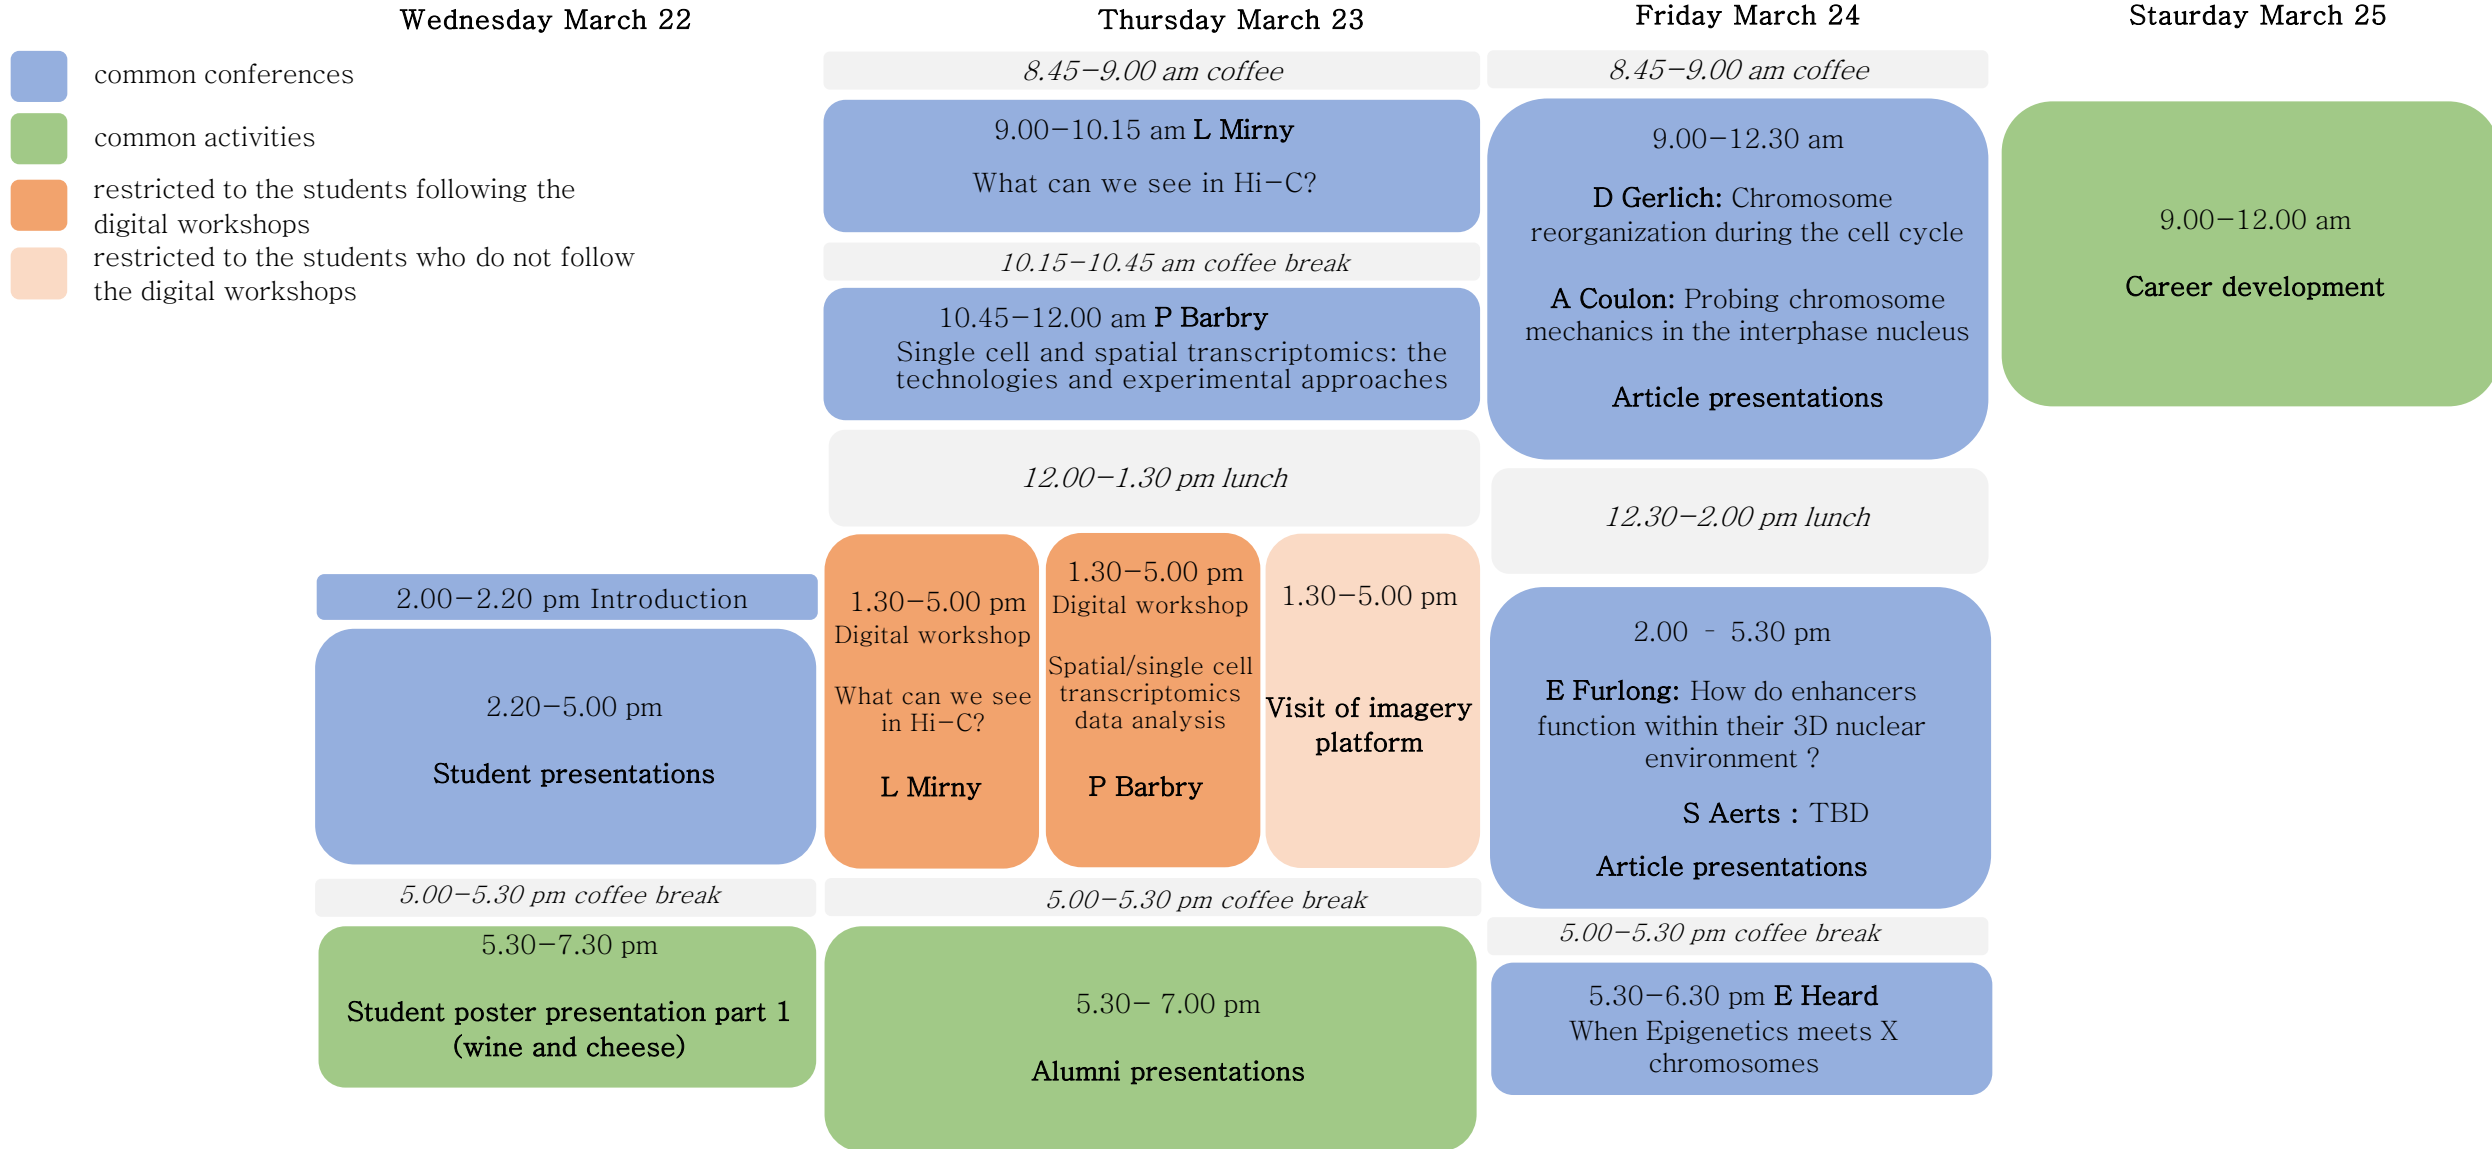 Wednesday March 22
Thursday March 23
Friday March 24
Staurday March 25
common conferences
common activities
restricted to the students following the
digital workshops
restricted to the students who do not follow
the digital workshops
2.00−2.20 pm Introduction
2.20−5.00 pm
Student presentations
5.00−5.30 pm coffee break
5.30−7.30 pm
Student poster presentation part 1
(wine and cheese)
8.45−9.00 am coffee
9.00−10.15 am L Mirny
What can we see in Hi−C?
10.15−10.45 am coffee break
10.45−12.00 am P Barbry
Single cell and spatial transcriptomics: the
technologies and experimental approaches
12.00−1.30 pm lunch
1.30−5.00 pm
Digital workshop
What can we see
in Hi−C?
L Mirny
1.30−5.00 pm
Digital workshop
Spatial/single cell
transcriptomics
data analysis
P Barbry
1.30−5.00 pm
Visit of imagery
platform
5.00−5.30 pm coffee break
5.30− 7.00 pm
Alumni presentations
8.45−9.00 am coffee
9.00−12.30 am
D Gerlich: Chromosome
reorganization during the cell cycle
A Coulon: Probing chromosome
mechanics in the interphase nucleus
Article presentations
12.30−2.00 pm lunch
2.00 - 5.30 pm
E Furlong: How do enhancers
function within their 3D nuclear
environment ?
S Aerts : TBD
Article presentations
5.00−5.30 pm coffee break
5.30−6.30 pm E Heard
When Epigenetics meets X
chromosomes
9.00−12.00 am
Career development